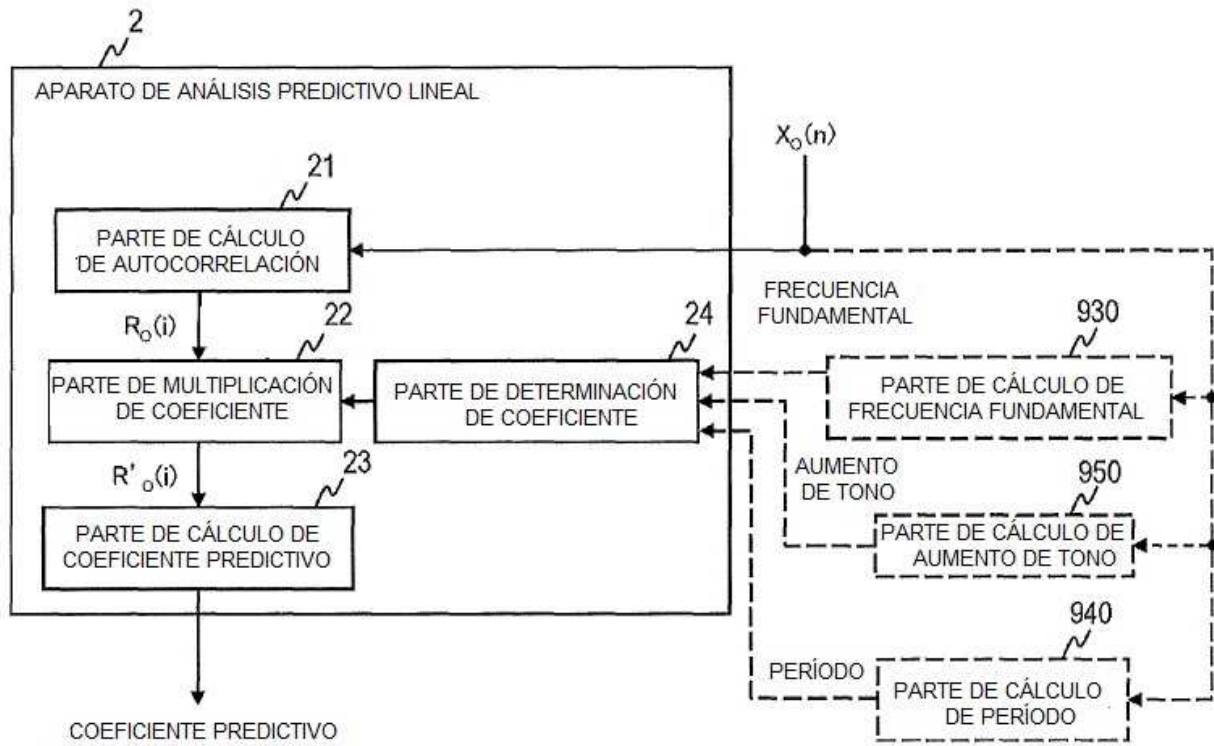 2
APARATO DE ANÁLISIS PREDICTIVO LINEAL
X_O(n)
21
PARTE DE CÁLCULO
DE AUTOCORRELACIÓN
FRECUENCIA
FUNDAMENTAL
R_O(i)
22
24
930
PARTE DE MULTIPLICACIÓN
DE COEFICIENTE
PARTE DE DETERMINACIÓN
DE COEFICIENTE
PARTE DE CÁLCULO DE
FRECUENCIA FUNDAMENTAL
R'_O(i)
23
AUMENTO
DE TONO
950
PARTE DE CÁLCULO DE
COEFICIENTE PREDICTIVO
PARTE DE CÁLCULO DE
AUMENTO DE TONO
940
PERÍODO
PARTE DE CÁLCULO
DE PERÍODO
COEFICIENTE PREDICTIVO